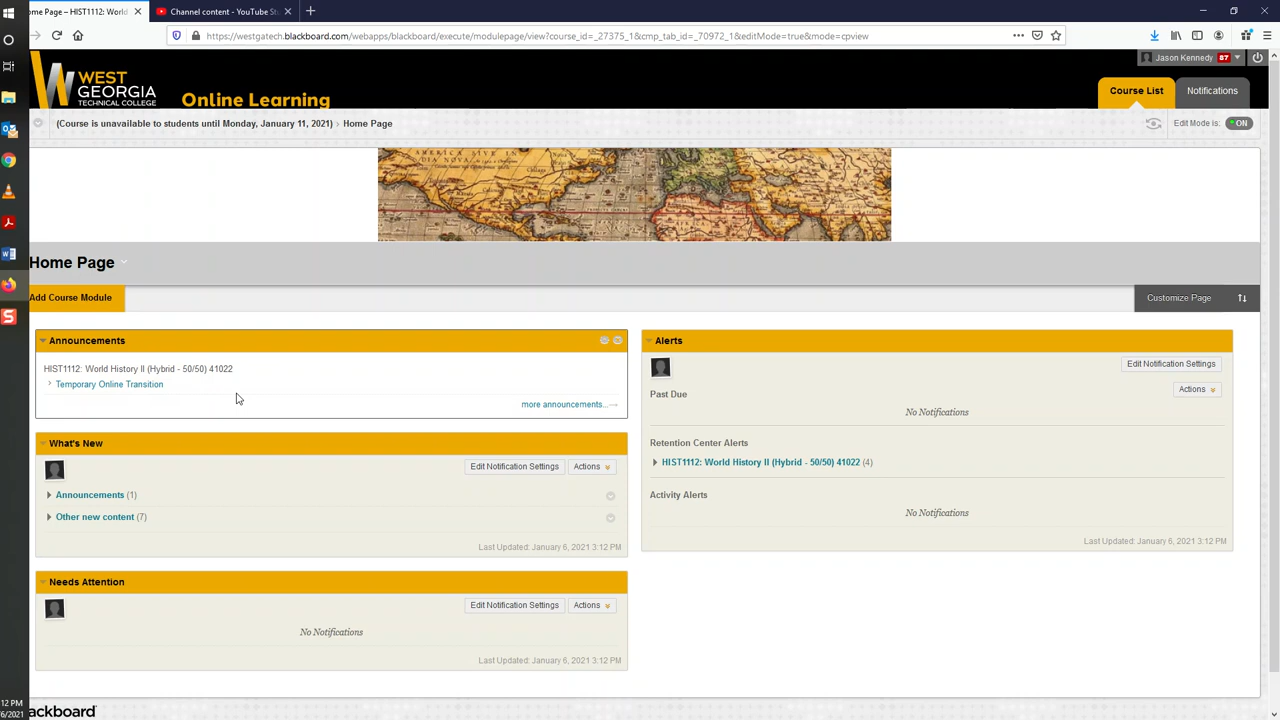 ome Page – HIST1112: World
Channel content - YouTube St
https://westgatech.blackboard.com/webapps/blackboard/execute/modulepage/view?course_id=_27375_1&cmp_tab_id=_70972_1&editMode=true&mode=cpview
Jason Kennedy 87
WEST GEORGIA
TECHNICAL COLLEGE
Online Learning
Course List
Notifications
(Course is unavailable to students until Monday, January 11, 2021) > Home Page
Edit Mode is: ON
Home Page
Add Course Module
Customize Page
Announcements
HIST1112: World History II (Hybrid - 50/50) 41022
Temporary Online Transition
more announcements...
What's New
Edit Notification Settings
Actions
Announcements (1)
Other new content (7)
Last Updated: January 6, 2021 3:12 PM
Needs Attention
Edit Notification Settings
Actions
No Notifications
Last Updated: January 6, 2021 3:12 PM
Alerts
Edit Notification Settings
Actions
Past Due
No Notifications
Retention Center Alerts
HIST1112: World History II (Hybrid - 50/50) 41022 (4)
Activity Alerts
No Notifications
Last Updated: January 6, 2021 3:12 PM
:12 PM
/6/2021
ackboard